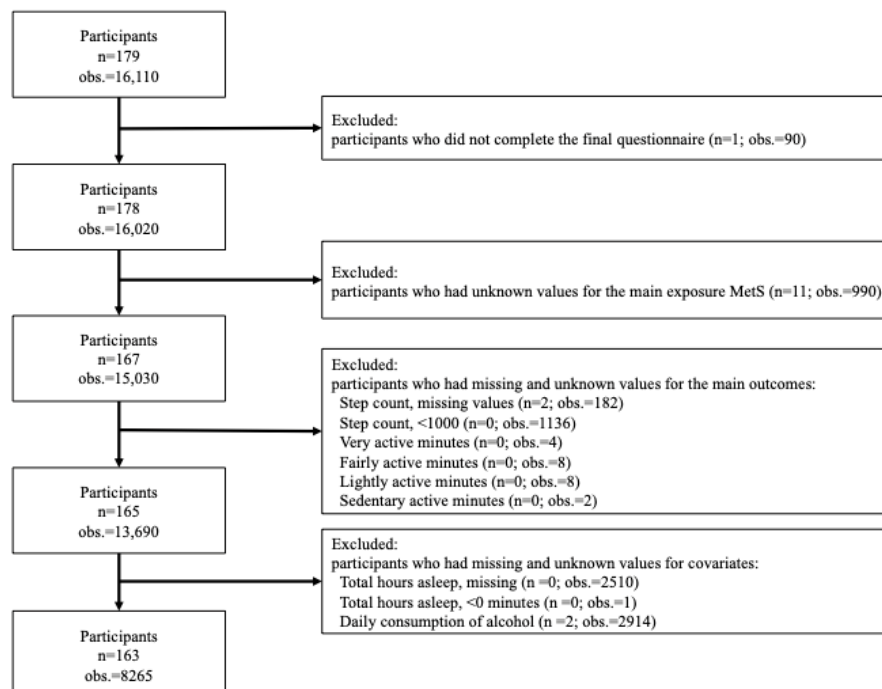 Participants
n=179
obs.=16,110
Excluded:
participants who did not complete the final questionnaire (n=1; obs.=90)
Participants
n=178
obs.=16,020
Excluded:
participants who had unknown values for the main exposure MetS (n=11; obs.=990)
Participants
n=167
obs.=15,030
Excluded:
participants who had missing and unknown values for the main outcomes:
Step count, missing values (n=2; obs.=182)
Step count, <1000 (n=0; obs.=1136)
Very active minutes (n=0; obs.=4)
Fairly active minutes (n=0; obs.=8)
Lightly active minutes (n=0; obs.=8)
Sedentary active minutes (n=0; obs.=2)
Participants
n=165
obs.=13,690
Excluded:
participants who had missing and unknown values for covariates:
Total hours asleep, missing (n =0; obs.=2510)
Total hours asleep, <0 minutes (n =0; obs.=1)
Daily consumption of alcohol (n =2; obs.=2914)
Participants
n=163
obs.=8265